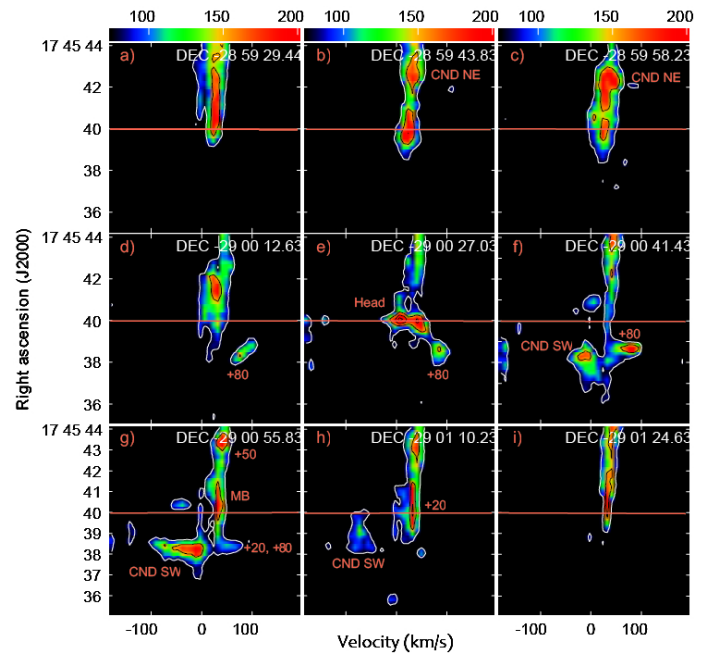 100 150 200 100 150 200 100 150 200
17 45 44
a) DEC -28 59 29.44
b) DEC -28 59 43.83
c) DEC -28 59 58.23
CND NE
CND NE
42
40
38
36
17 45 42
d) DEC -29 00 12.63
e) DEC -29 00 27.03
f) DEC -29 00 41.43
42
Head
40
+80
CND SW
38
+80
+80
36
Right ascension (J2000)
17 45 44
g) DEC -29 00 55.83
h) DEC -29 01 10.23
i) DEC -29 01 24.63
43
+50
42
41
MB
+20
40
39
+20, +80
38
CND SW
CND SW
37
36
-100 0 100 -100 0 100 -100 0 100
Velocity (km/s)